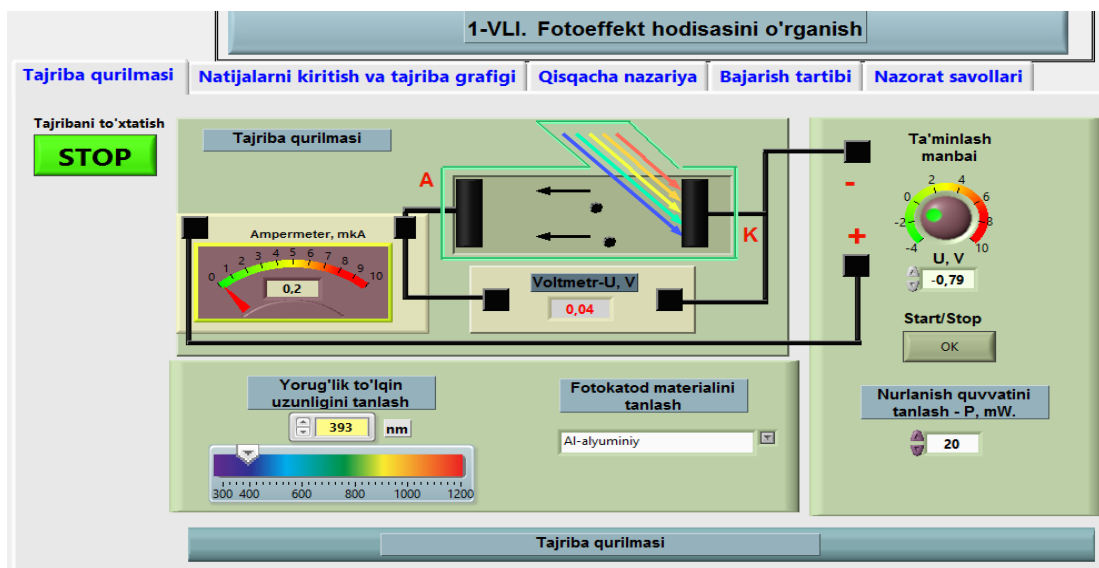 1-VLI. Fotoeffekt hodisasini o'rganish
Tajriba qurilmasi
Natijalarni kiritish va tajriba grafigi
Qisqacha nazariya
Bajarish tartibi
Nazorat savollari
Tajribani to'xtatish
STOP
Tajriba qurilmasi
A
K
Ampermeter, mkA
0 1 2 3 4 5 6 7 8 9 10
0,2
Voltmetr-U, V
0,04
-
+
Ta'minlash
manbai
-4 -2 0 2 4 6 8 10
U, V
-0,79
Start/Stop
OK
Yorug'lik to'lqin
uzunligini tanlash
393 nm
300 400 600 800 1000 1200
Fotokatod materialini
tanlash
Al-alyuminiy
Nurlanish quvvatini
tanlash - P, mW.
20
Tajriba qurilmasi